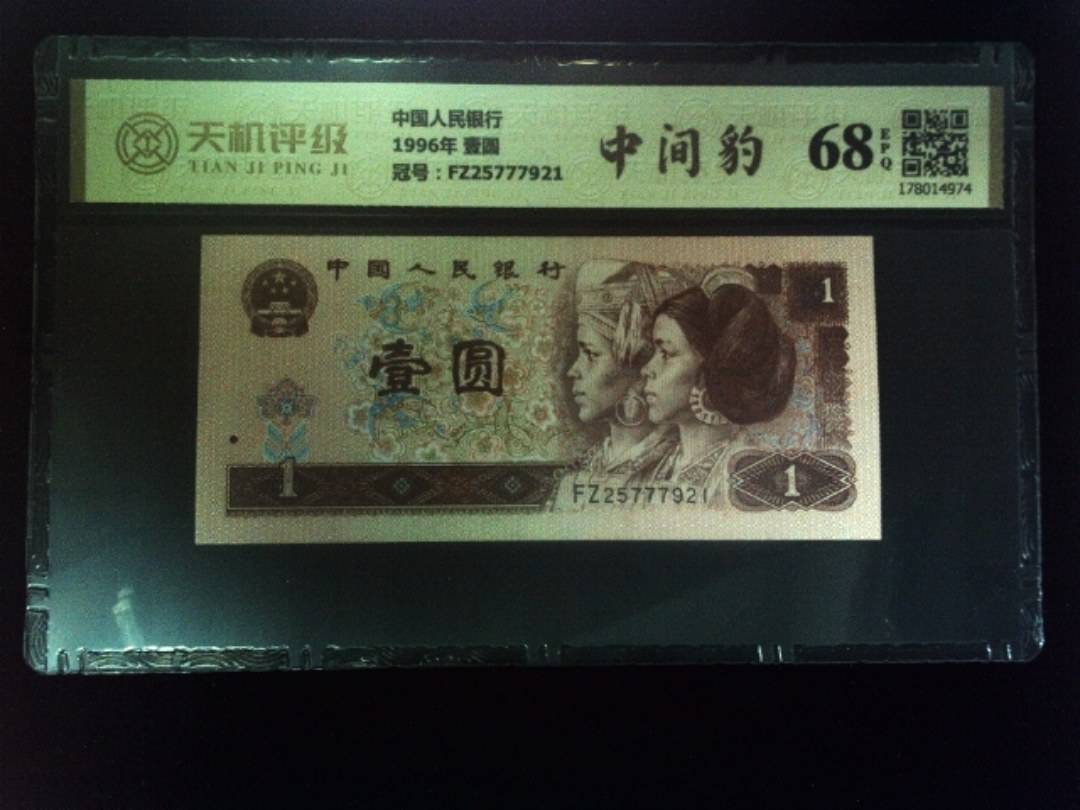 天机评级
TIAN JI PING JI
中国人民银行
1996年 壹圆
冠号：FZ25777921
中间豹
68
EPQ
178014974
中国人民银行
1
壹圆
1
FZ25777921
1